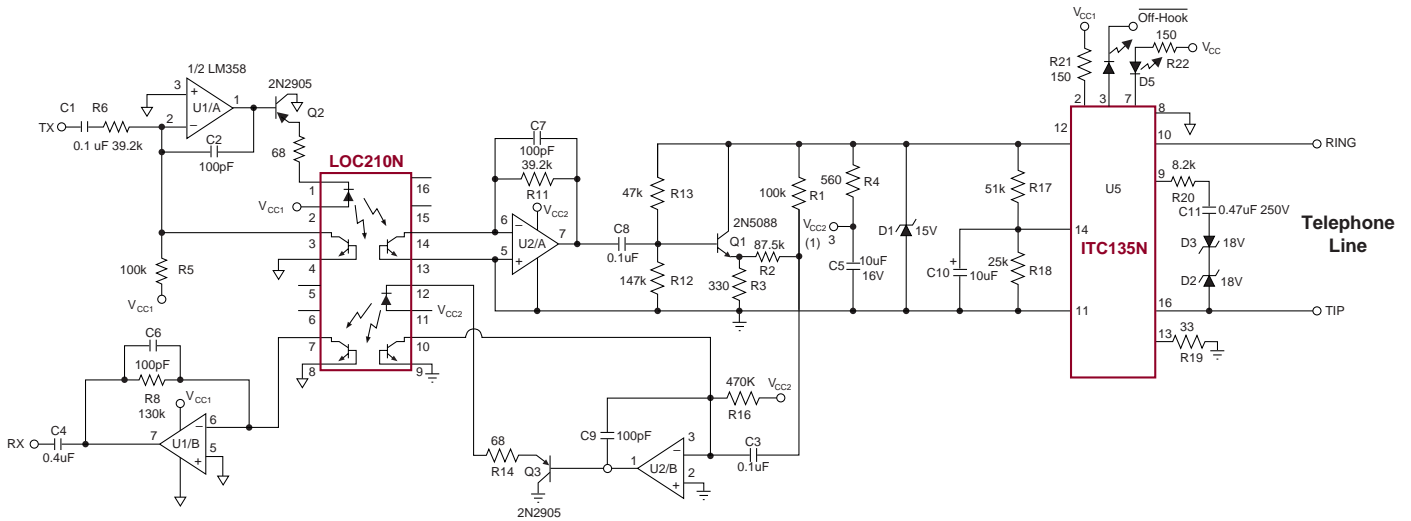 1/2 LM358
2N2905
3
+
U1/A
1
2
−
Q2
C1
R6
TX
0.1 uF 39.2k
C2
100pF
68
LOC210N
1
16
VCC1
2
15
3
14
4
13
5
12
VCC2
6
11
7
10
8
9
100k
R5
VCC1
C6
100pF
R8
130k
VCC1
6
−
7
U1/B
5
+
C4
RX
0.4uF
C7
100pF
39.2k
R11
6
−
VCC2
U2/A
7
5
+
C8
0.1uF
47k
R13
147k
R12
2N5088
Q1
87.5k
R2
330
R3
100k
R1
560
R4
VCC2
(1)
3
C5
10uF
16V
D1
15V
51k
R17
+
C10
10uF
25k
R18
470K
R16
VCC2
C9
100pF
68
R14
Q3
2N2905
1
U2/B
3
−
2
+
C3
0.1uF
VCC1
R21
150
Off-Hook
150
VCC
R22
D5
2
3
7
8
12
10
RING
9
8.2k
R20
C11
0.47uF 250V
U5
ITC135N
14
D3
18V
D2
18V
11
16
TIP
13
33
R19
Telephone
Line